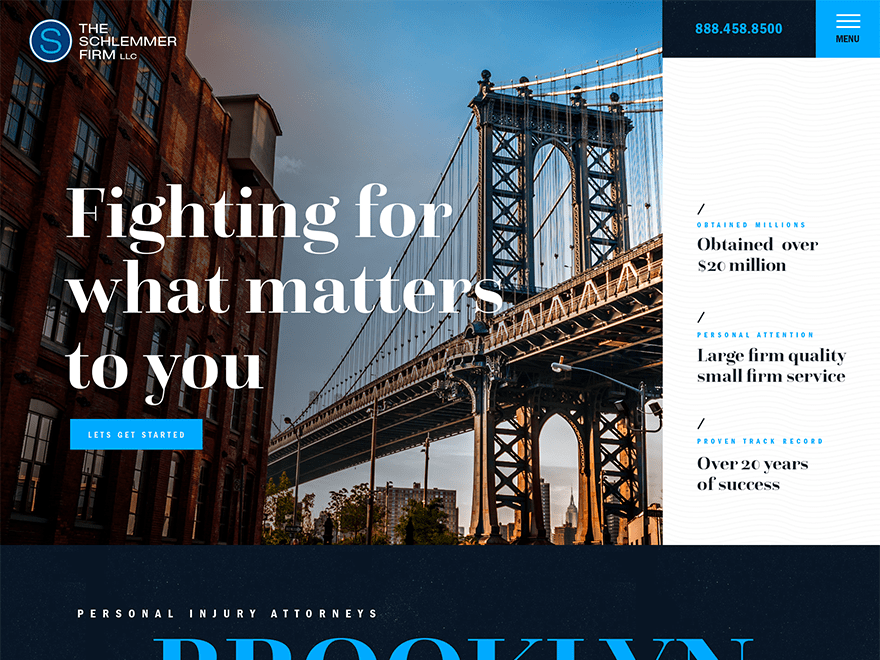 S
THE
SCHLEMMER
FIRM LLC
888.458.8500
MENU
Fighting for
what matters
to you
LETS GET STARTED
/
OBTAINED MILLIONS
Obtained over
$20 million
/
PERSONAL ATTENTION
Large firm quality
small firm service
/
PROVEN TRACK RECORD
Over 20 years
of success
PERSONAL INJURY ATTORNEYS
BROOKLYN